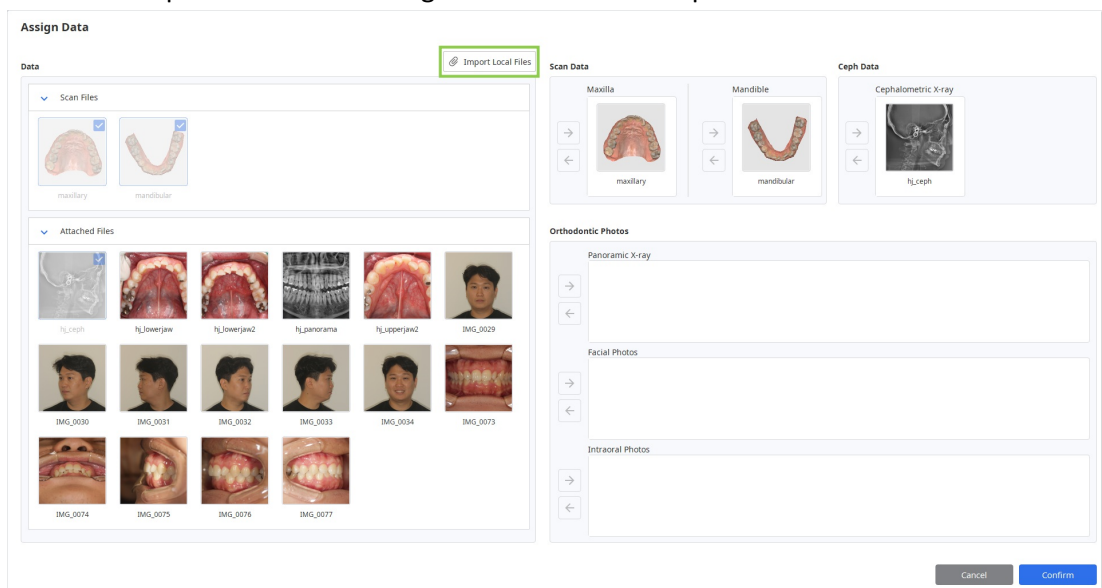 Assign Data
Import Local Files
Data
Scan Data
Ceph Data
Scan Files
maxillary
mandibular
Maxilla
maxillary
Mandible
mandibular
Cephalometric X-ray
hj_ceph
Attached Files
hj_ceph
hj_lowerjaw
hj_lowerjaw2
hj_panorama
hj_upperjaw2
IMG_0029
IMG_0030
IMG_0031
IMG_0032
IMG_0033
IMG_0034
IMG_0073
IMG_0074
IMG_0075
IMG_0076
IMG_0077
Orthodontic Photos
Panoramic X-ray
Facial Photos
Intraoral Photos
Cancel
Confirm